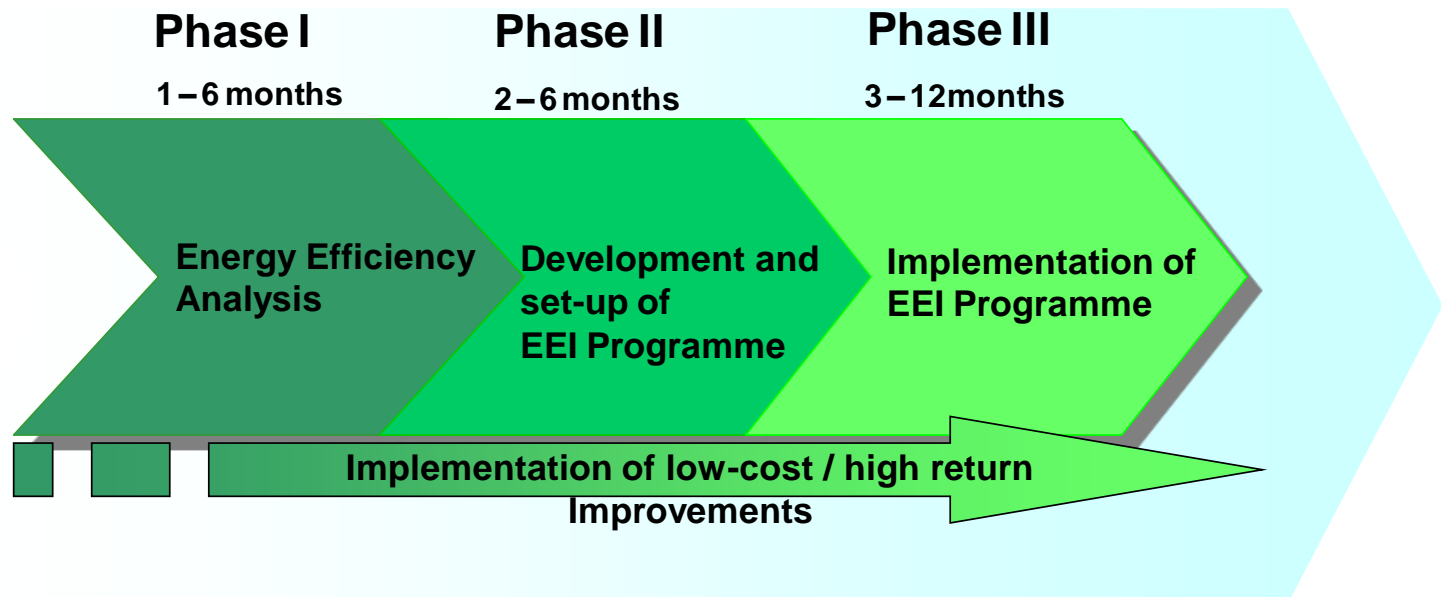 Phase I
Phase II
Phase III
1 – 6 months
2 – 6 months
3 – 12months
Energy Efficiency
Analysis
Development and
set-up of
EEI Programme
Implementation of
EEI Programme
Implementation of low-cost / high return
Improvements